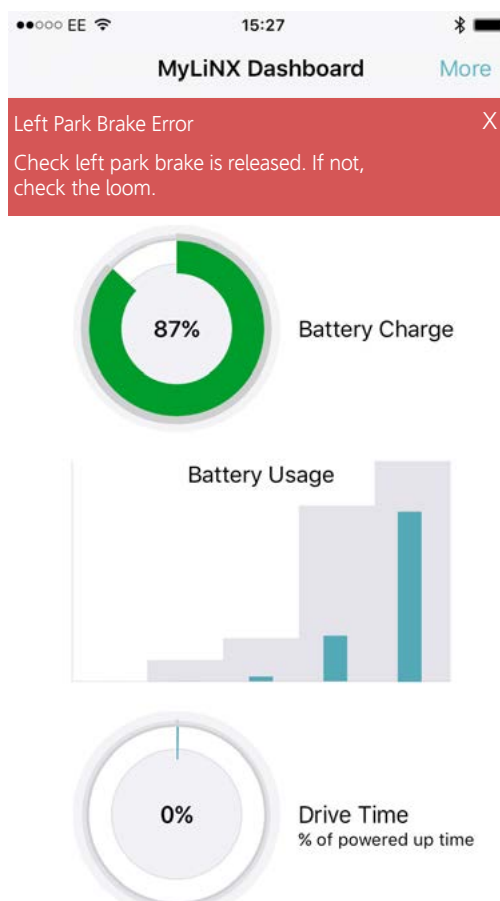 EE 15:27
MyLiNX Dashboard More
Left Park Brake Error X
Check left park brake is released. If not,
check the loom.
87% Battery Charge
Battery Usage
0% Drive Time
% of powered up time